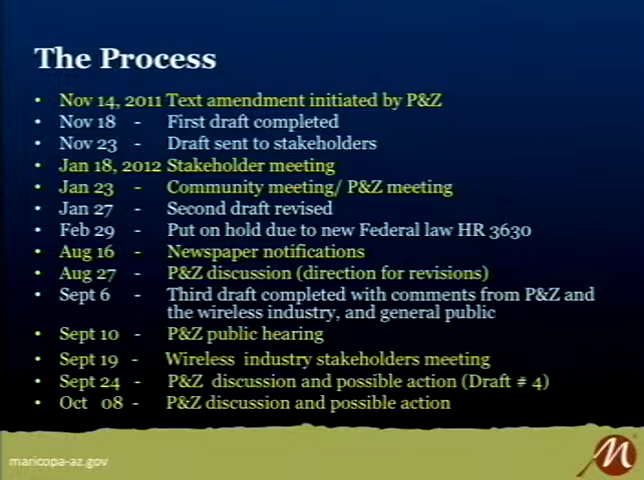 The Process
• Nov 14, 2011 Text amendment initiated by P&Z
• Nov 18 - First draft completed
• Nov 23 - Draft sent to stakeholders
• Jan 18, 2012 Stakeholder meeting
• Jan 23 - Community meeting/ P&Z meeting
• Jan 27 - Second draft revised
• Feb 29 - Put on hold due to new Federal law HR 3630
• Aug 16 - Newspaper notifications
• Aug 27 - P&Z discussion (direction for revisions)
• Sept 6 - Third draft completed with comments from P&Z and
the wireless industry, and general public
• Sept 10 - P&Z public hearing
• Sept 19 - Wireless industry stakeholders meeting
• Sept 24 - P&Z discussion and possible action (Draft # 4)
• Oct 08 - P&Z discussion and possible action
maricopa-az.gov
M